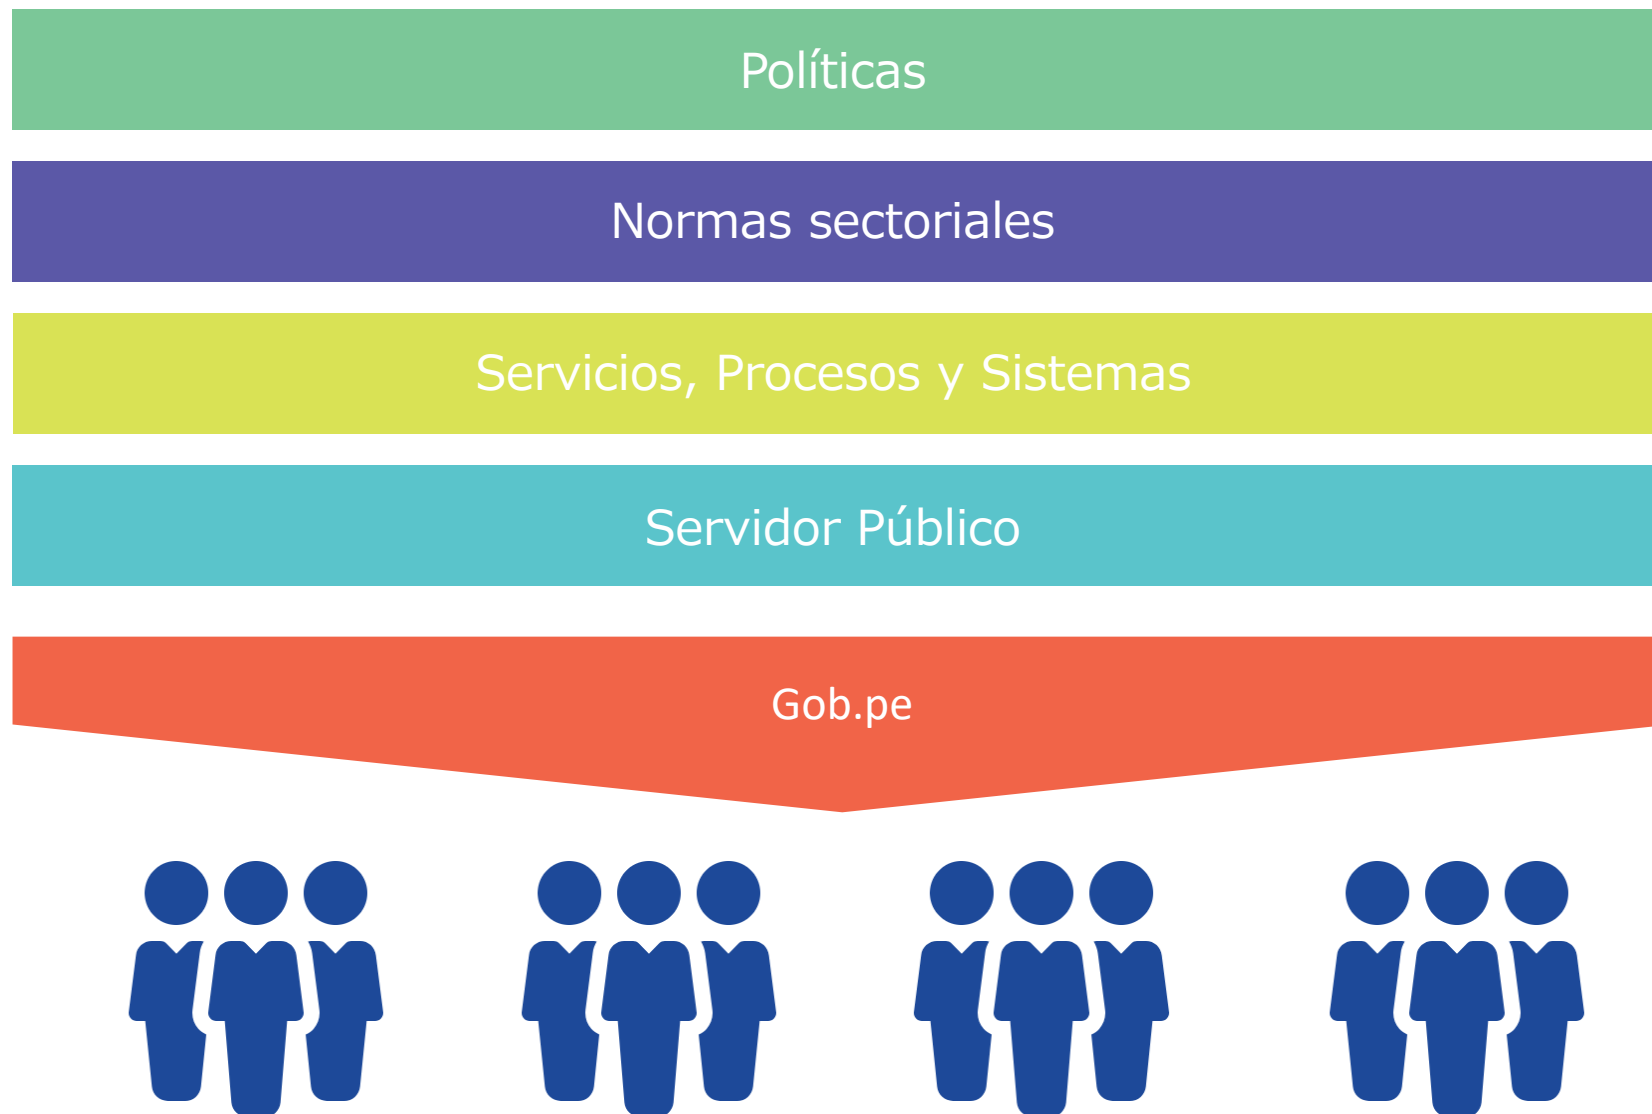 Políticas
Normas sectoriales
Servicios, Procesos y Sistemas
Servidor Público
Gob.pe